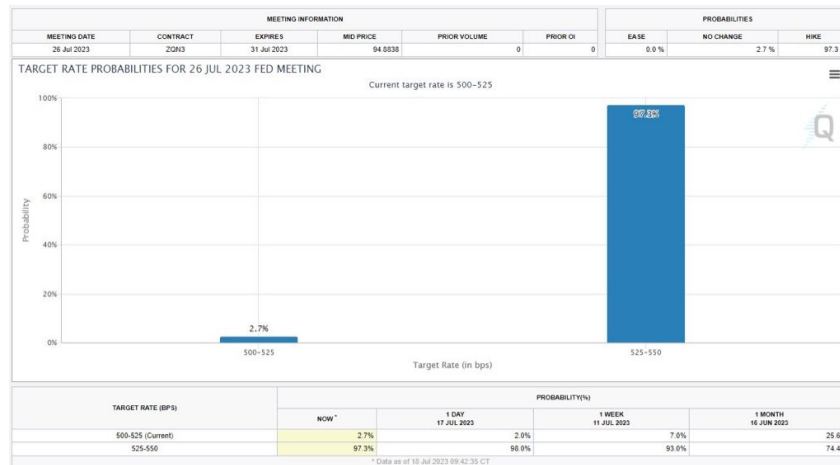 MEETING INFORMATION
PROBABILITIES
MEETING DATE CONTRACT EXPIRES MID PRICE PRIOR VOLUME PRIOR OI EASE NO CHANGE HIKE
26 Jul 2023 ZQN3 31 Jul 2023 94.8838 0 0 0.0 % 2.7 % 97.3
TARGET RATE PROBABILITIES FOR 26 JUL 2023 FED MEETING
Current target rate is 500-525
100%
97.3%
Q
80%
60%
Probability
40%
20%
2.7%
0%
500-525 525-550
Target Rate (in bps)
TARGET RATE (BPS) PROBABILITY(%)
NOW * 1 DAY 1 WEEK 1 MONTH
17 JUL 2023 11 JUL 2023 16 JUN 2023
500-525 (Current) 2.7% 2.0% 7.0% 25.6
525-550 97.3% 98.0% 93.0% 74.4
* Data as of 18 Jul 2023 09:42:35 CT